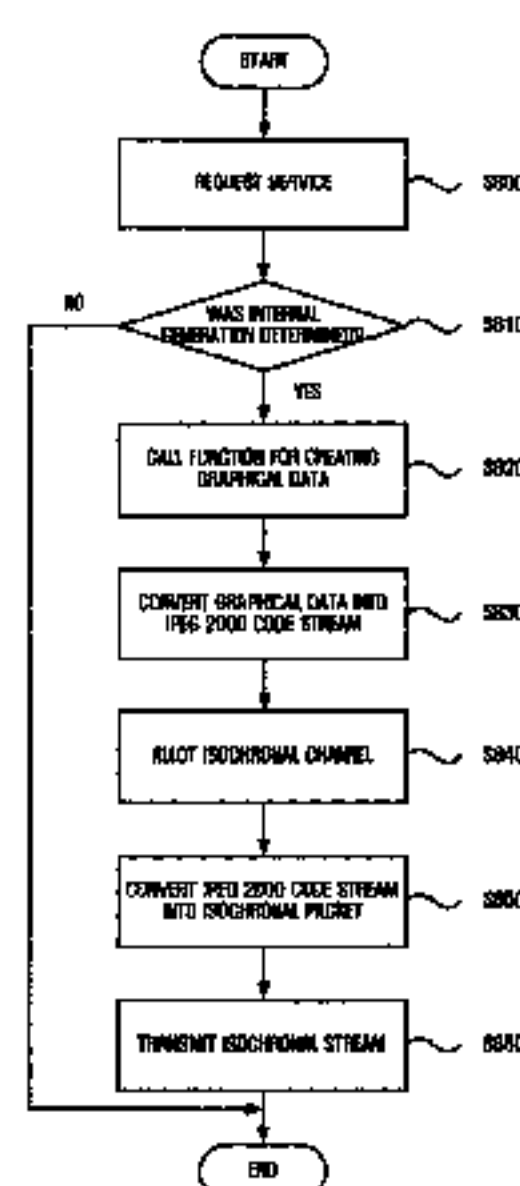 START
REQUEST SERVICE
S800
NO
WAS INTERNAL
GENERATION DETERMINED?
S810
YES
CALL FUNCTION FOR CREATING
GRAPHICAL DATA
S820
CONVERT GRAPHICAL DATA INTO
JPEG 2000 CODE STREAM
S830
ALLOT ISOCHRONAL CHANNEL
S840
CONVERT JPEG 2000 CODE STREAM
INTO ISOCHRONAL PACKET
S850
TRANSMIT ISOCHRONAL STREAM
S860
END